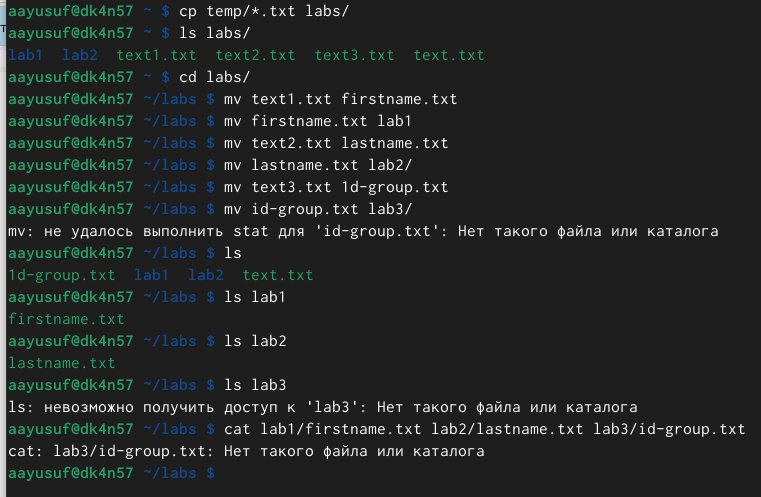 aayusuf@dk4n57 ~ $ cp temp/*.txt labs/
aayusuf@dk4n57 ~ $ ls labs/
lab1  lab2  text1.txt  text2.txt  text3.txt  text.txt
aayusuf@dk4n57 ~ $ cd labs/
aayusuf@dk4n57 ~/labs $ mv text1.txt firstname.txt
aayusuf@dk4n57 ~/labs $ mv firstname.txt lab1
aayusuf@dk4n57 ~/labs $ mv text2.txt lastname.txt
aayusuf@dk4n57 ~/labs $ mv lastname.txt lab2/
aayusuf@dk4n57 ~/labs $ mv text3.txt 1d-group.txt
aayusuf@dk4n57 ~/labs $ mv id-group.txt lab3/
mv: не удалось выполнить stat для 'id-group.txt': Нет такого файла или каталога
aayusuf@dk4n57 ~/labs $ ls
1d-group.txt  lab1  lab2  text.txt
aayusuf@dk4n57 ~/labs $ ls lab1
firstname.txt
aayusuf@dk4n57 ~/labs $ ls lab2
lastname.txt
aayusuf@dk4n57 ~/labs $ ls lab3
ls: невозможно получить доступ к 'lab3': Нет такого файла или каталога
aayusuf@dk4n57 ~/labs $ cat lab1/firstname.txt lab2/lastname.txt lab3/id-group.txt
cat: lab3/id-group.txt: Нет такого файла или каталога
aayusuf@dk4n57 ~/labs $